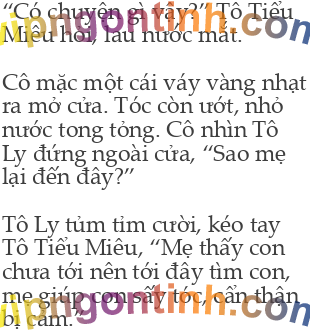 “Có chuyện gì vậy?” Tô Tiểu
Miêu hỏi, lau nước mắt.
Cô mặc một cái váy vàng nhạt
ra mở cửa. Tóc còn ướt, nhỏ
nước tong tỏng. Cô nhìn Tô
Ly đứng ngoài cửa, “Sao mẹ
lại đến đây?”
Tô Ly tủm tỉm cười, kéo tay
Tô Tiểu Miêu, “Mẹ thấy con
chưa tới nên tới đây tìm con,
mẹ giúp con sấy tóc, cẩn thận
bị cảm.”
vipngontinh.com
vipngontinh.com